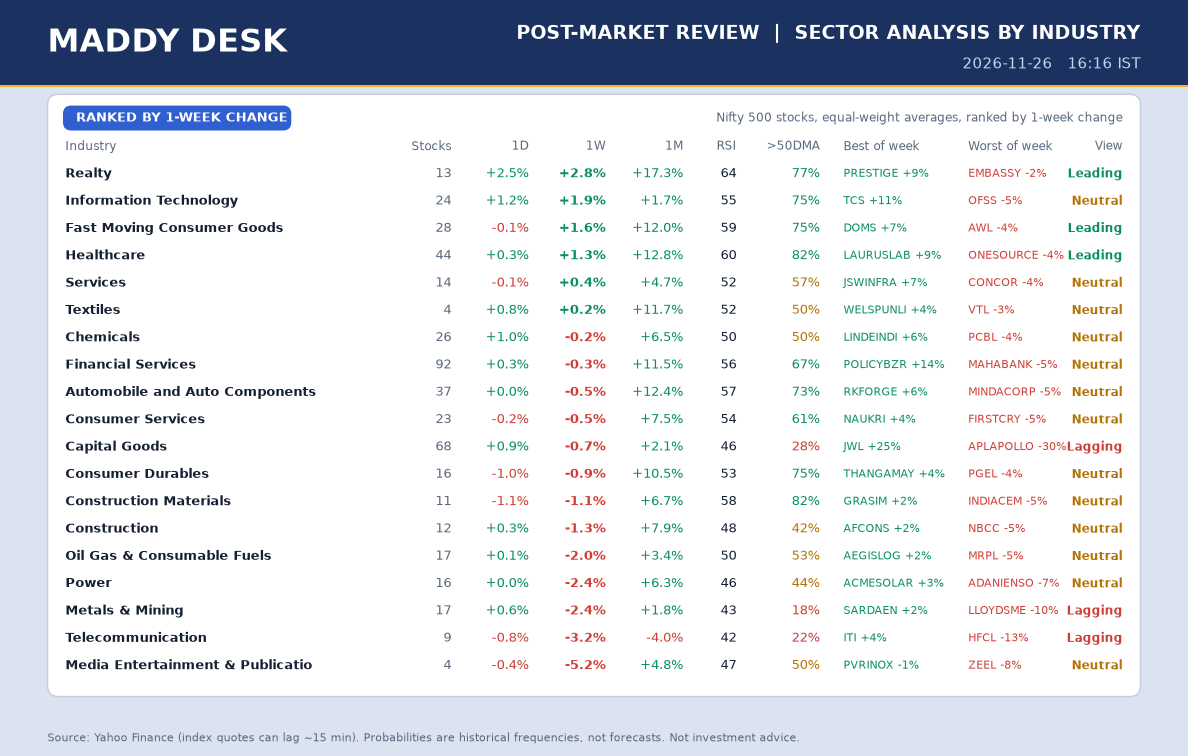 MADDY DESK
POST-MARKET REVIEW | SECTOR ANALYSIS BY INDUSTRY
2026-11-26 16:16 IST
RANKED BY 1-WEEK CHANGE
Nifty 500 stocks, equal-weight averages, ranked by 1-week change
Industry Stocks 1D 1W 1M RSI >50DMA Best of week Worst of week View
Realty 13 +2.5% +2.8% +17.3% 64 77% PRESTIGE +9% EMBASSY -2% Leading
Information Technology 24 +1.2% +1.9% +1.7% 55 75% TCS +11% OFSS -5% Neutral
Fast Moving Consumer Goods 28 -0.1% +1.6% +12.0% 59 75% DOMS +7% AWL -4% Leading
Healthcare 44 +0.3% +1.3% +12.8% 60 82% LAURUSLAB +9% ONESOURCE -4% Leading
Services 14 -0.1% +0.4% +4.7% 52 57% JSWINFRA +7% CONCOR -4% Neutral
Textiles 4 +0.8% +0.2% +11.7% 52 50% WELSPUNLI +4% VTL -3% Neutral
Chemicals 26 +1.0% -0.2% +6.5% 50 50% LINDEINDI +6% PCBL -4% Neutral
Financial Services 92 +0.3% -0.3% +11.5% 56 67% POLICYBZR +14% MAHABANK -5% Neutral
Automobile and Auto Components 37 +0.0% -0.5% +12.4% 57 73% RKFORGE +6% MINDACORP -5% Neutral
Consumer Services 23 -0.2% -0.5% +7.5% 54 61% NAUKRI +4% FIRSTCRY -5% Neutral
Capital Goods 68 +0.9% -0.7% +2.1% 46 28% JWL +25% APLAPOLLO -30% Lagging
Consumer Durables 16 -1.0% -0.9% +10.5% 53 75% THANGAMAY +4% PGEL -4% Neutral
Construction Materials 11 -1.1% -1.1% +6.7% 58 82% GRASIM +2% INDIACEM -5% Neutral
Construction 12 +0.3% -1.3% +7.9% 48 42% AFCONS +2% NBCC -5% Neutral
Oil Gas & Consumable Fuels 17 +0.1% -2.0% +3.4% 50 53% AEGISLOG +2% MRPL -5% Neutral
Power 16 +0.0% -2.4% +6.3% 46 44% ACMESOLAR +3% ADANIENSO -7% Neutral
Metals & Mining 17 +0.6% -2.4% +1.8% 43 18% SARDAEN +2% LLOYDSME -10% Lagging
Telecommunication 9 -0.8% -3.2% -4.0% 42 22% ITI +4% HFCL -13% Lagging
Media Entertainment & Publicatio 4 -0.4% -5.2% +4.8% 47 50% PVRINOX -1% ZEEL -8% Neutral
Source: Yahoo Finance (index quotes can lag ~15 min). Probabilities are historical frequencies, not forecasts. Not investment advice.